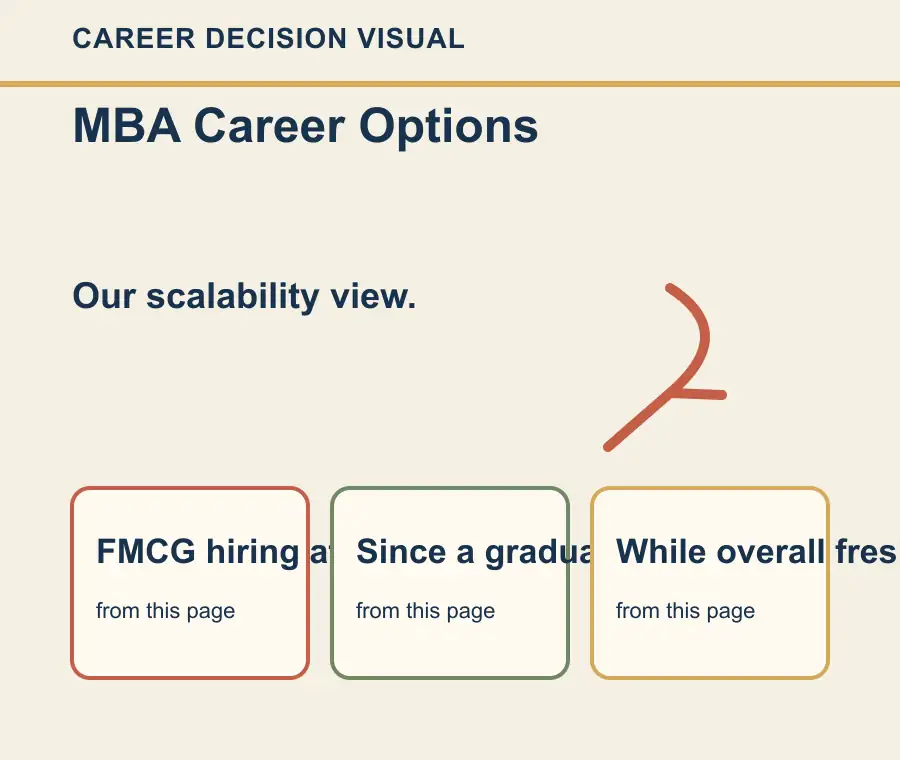 CAREER DECISION VISUAL
MBA Career Options
Our scalability view.
FMCG hiring
Since a
While overall
from this page
from this page
from this page